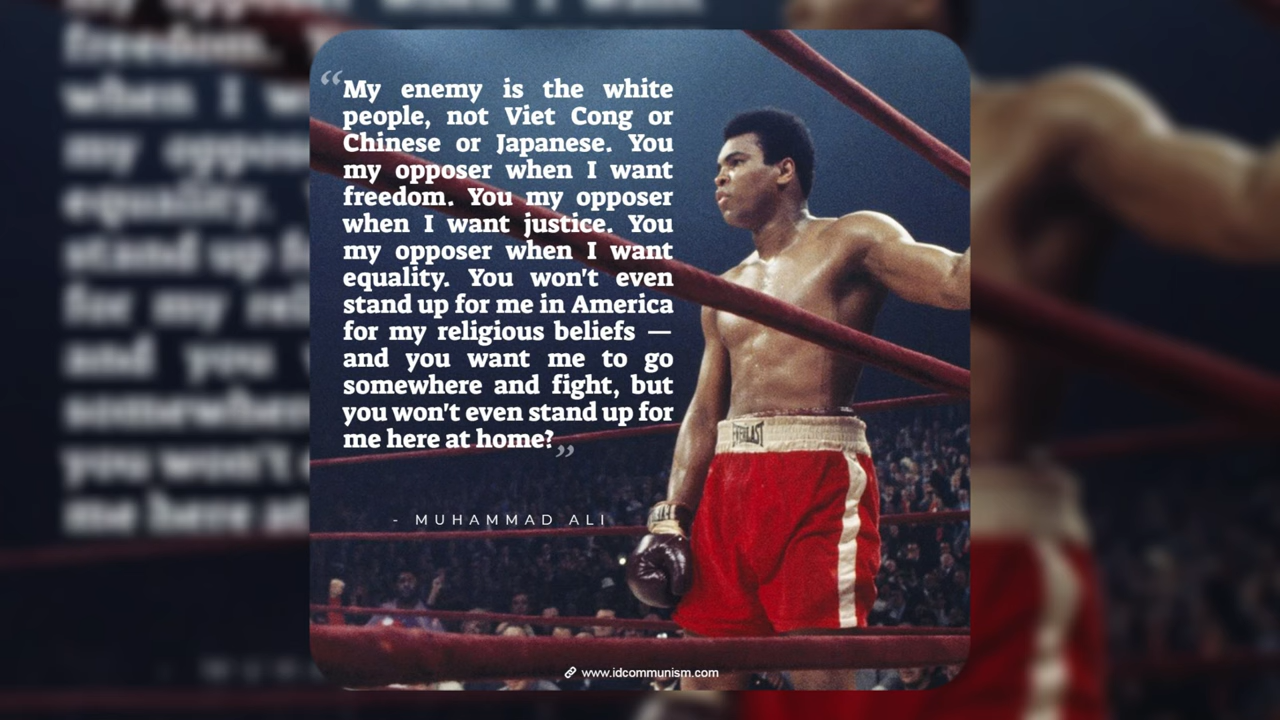 “My enemy is the white
people, not Viet Cong or
Chinese or Japanese. You
my opposer when I want
freedom. You my opposer
when I want justice. You
my opposer when I want
equality. You won't even
stand up for me in America
for my religious beliefs —
and you want me to go
somewhere and fight, but
you won't even stand up for
me here at home?”
- MUHAMMAD ALI
EVERLAST
www.idcommunism.com